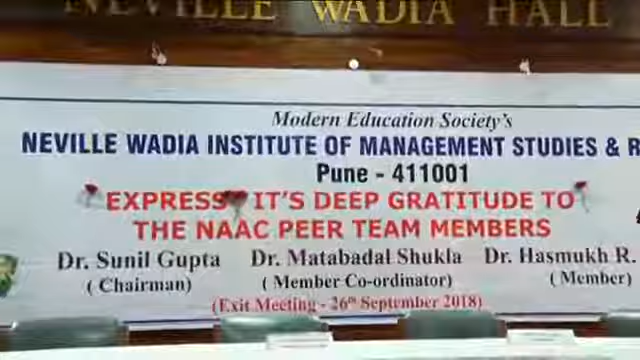 NEVILLE WADIA HALL
Modern Education Society's
NEVILLE WADIA INSTITUTE OF MANAGEMENT STUDIES & R
Pune - 411001
EXPRESS IT'S DEEP GRATITUDE TO
THE NAAC PEER TEAM MEMBERS
Dr. Sunil Gupta Dr. Matabadal Shukla Dr. Hasmukh R.
( Chairman) ( Member Co-ordinator) ( Member)
(Exit Meeting - 26th September 2018)